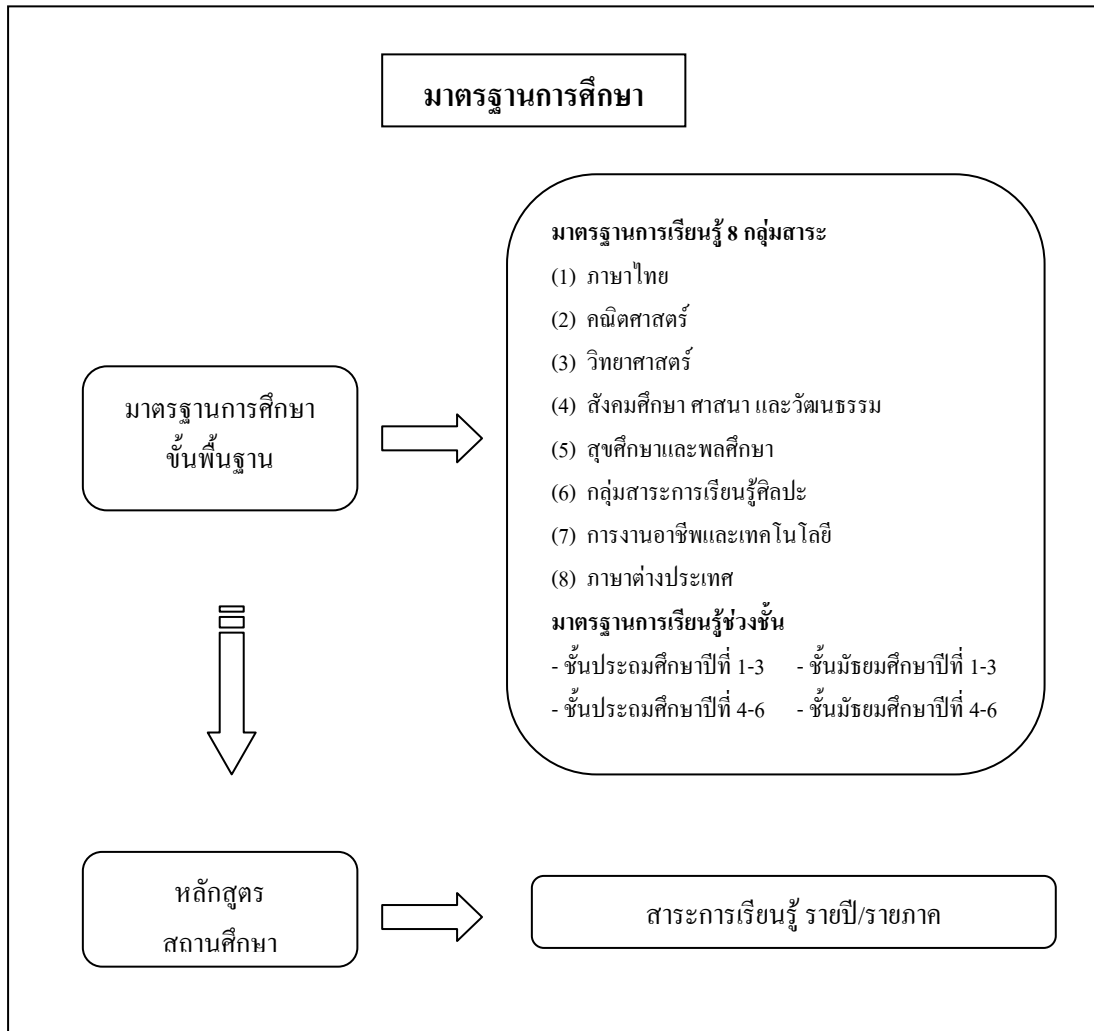 มาตรฐานการศึกษา
มาตรฐานการศึกษา
ขั้นพื้นฐาน
มาตรฐานการเรียนรู้ 8 กลุ่มสาระ
(1) ภาษาไทย
(2) คณิตศาสตร์
(3) วิทยาศาสตร์
(4) สังคมศึกษา ศาสนา และวัฒนธรรม
(5) สุขศึกษาและพลศึกษา
(6) กลุ่มสาระการเรียนรู้ศิลปะ
(7) การงานอาชีพและเทคโนโลยี
(8) ภาษาต่างประเทศ
มาตรฐานการเรียนรู้ช่วงชั้น
- ชั้นประถมศึกษาปีที่ 1-3 - ชั้นมัธยมศึกษาปีที่ 1-3
- ชั้นประถมศึกษาปีที่ 4-6 - ชั้นมัธยมศึกษาปีที่ 4-6
หลักสูตร
สถานศึกษา
สาระการเรียนรู้ รายปี/รายภาค